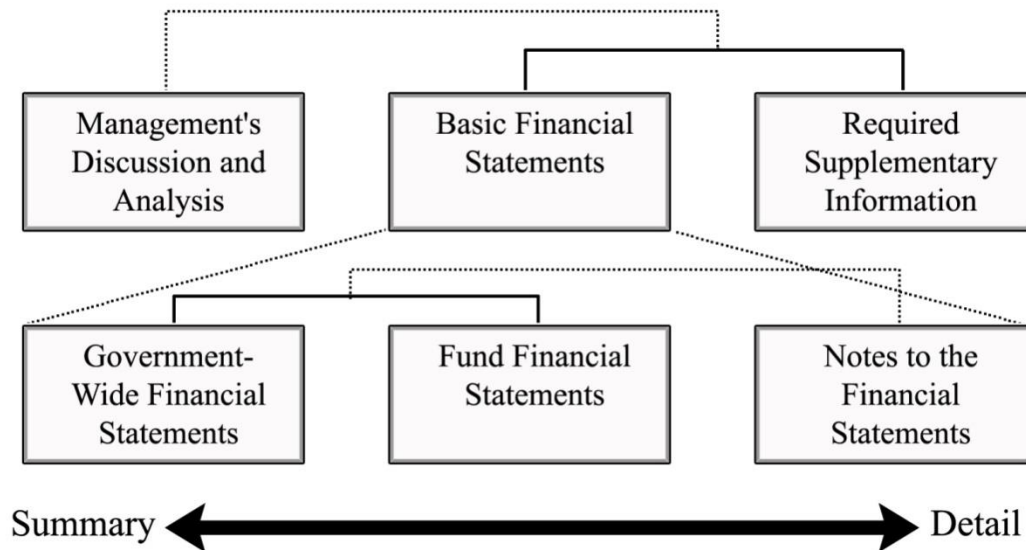 Management's
Discussion and
Analysis
Basic Financial
Statements
Required
Supplementary
Information
Government-
Wide Financial
Statements
Fund Financial
Statements
Notes to the
Financial
Statements
Summary
Detail